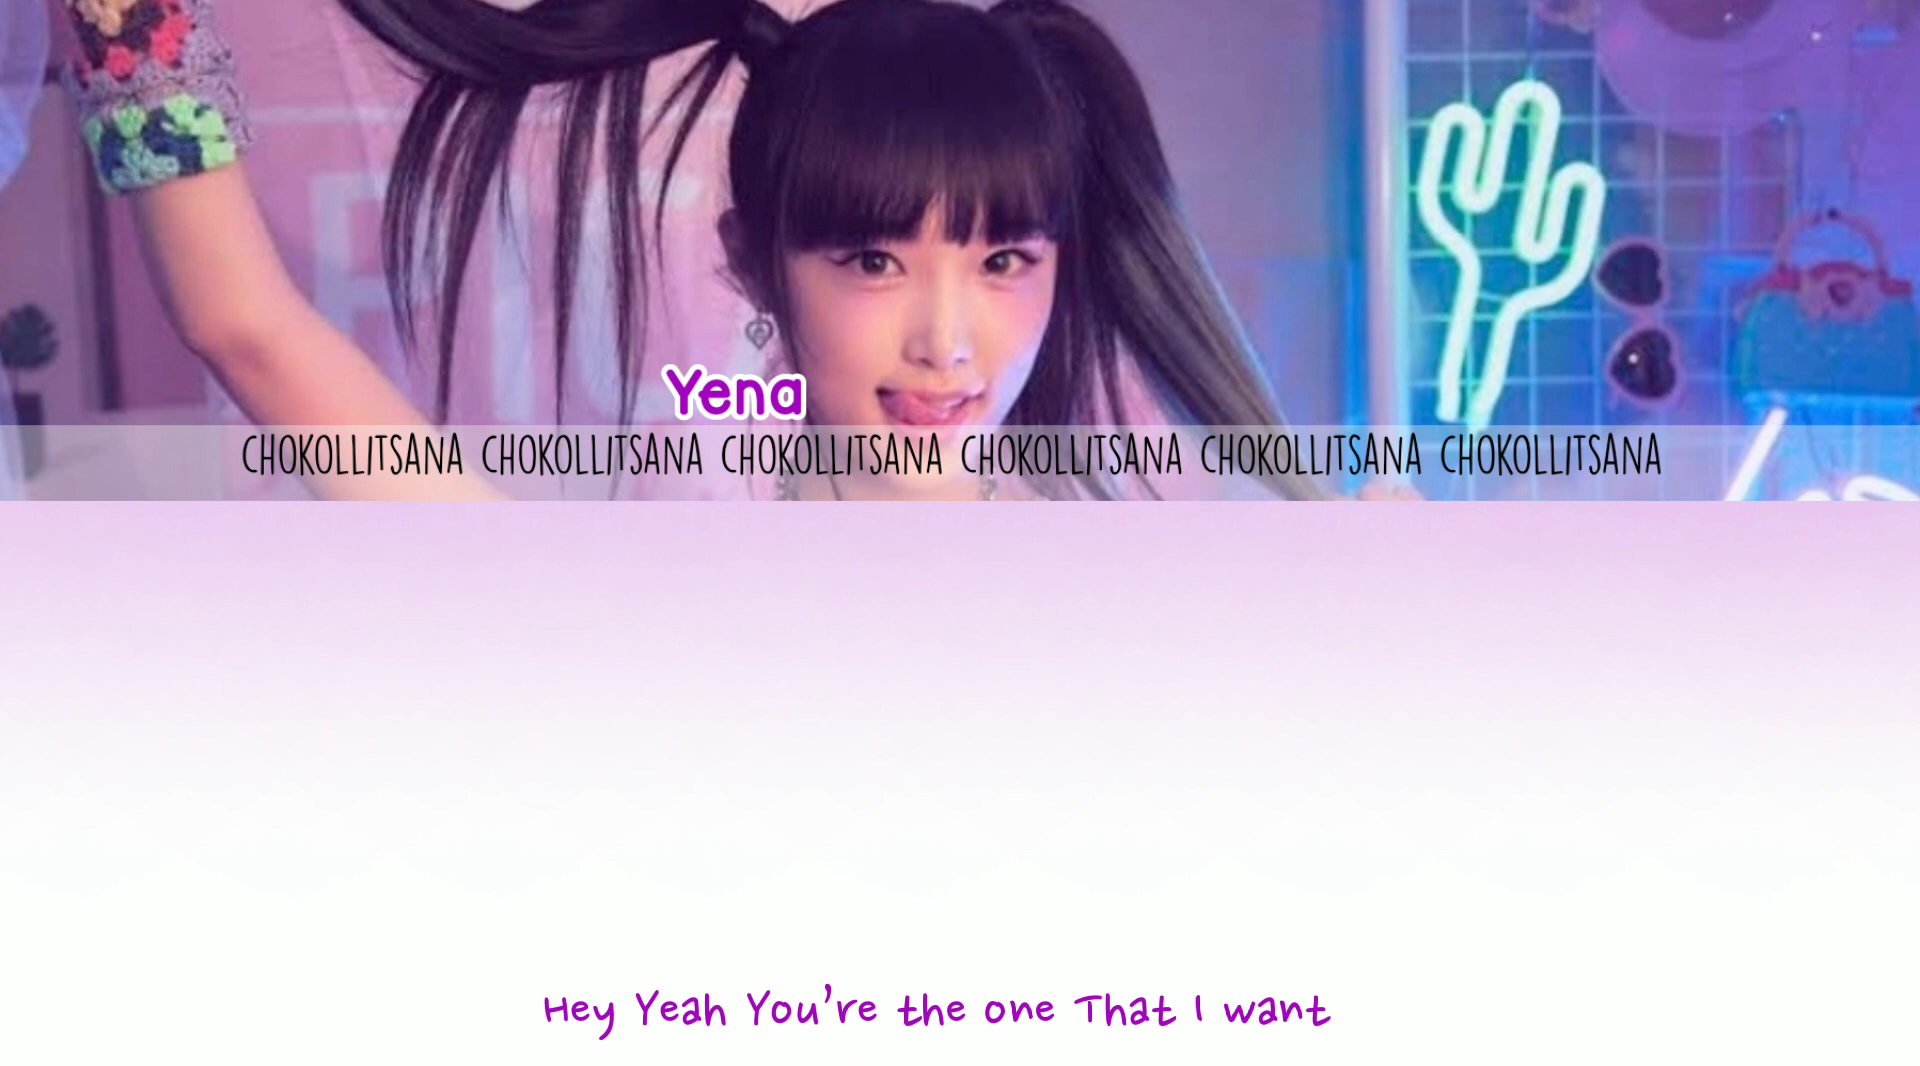 Yena
CHOKOLLITSANA CHOKOLLITSANA CHOKOLLITSANA CHOKOLLITSANA CHOKOLLITSANA CHOKOLLITSANA
Hey Yeah You're the one That I want